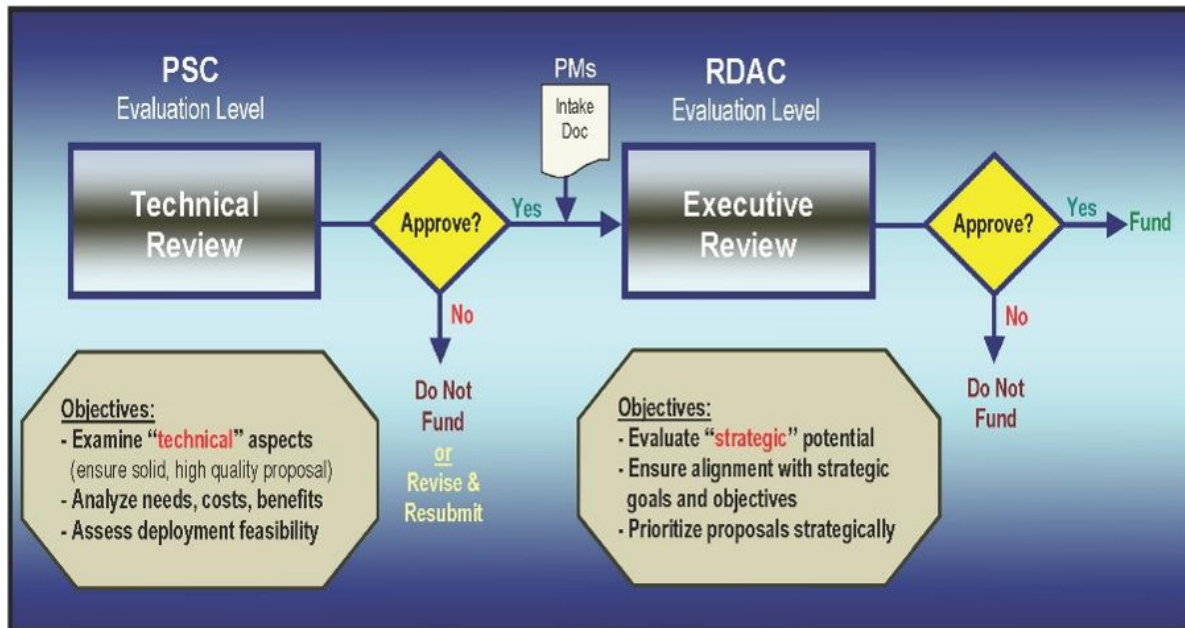 PSC
Evaluation Level
Technical
Review
Approve?
Yes
No
Do Not
Fund
or
Revise &
Resubmit
PMs
Intake
Doc
RDAC
Evaluation Level
Executive
Review
Approve?
Yes
Fund
No
Do Not
Fund
Objectives:
- Examine “technical” aspects
(ensure solid, high quality proposal)
- Analyze needs, costs, benefits
- Assess deployment feasibility
Objectives:
- Evaluate “strategic” potential
- Ensure alignment with strategic
goals and objectives
- Prioritize proposals strategically